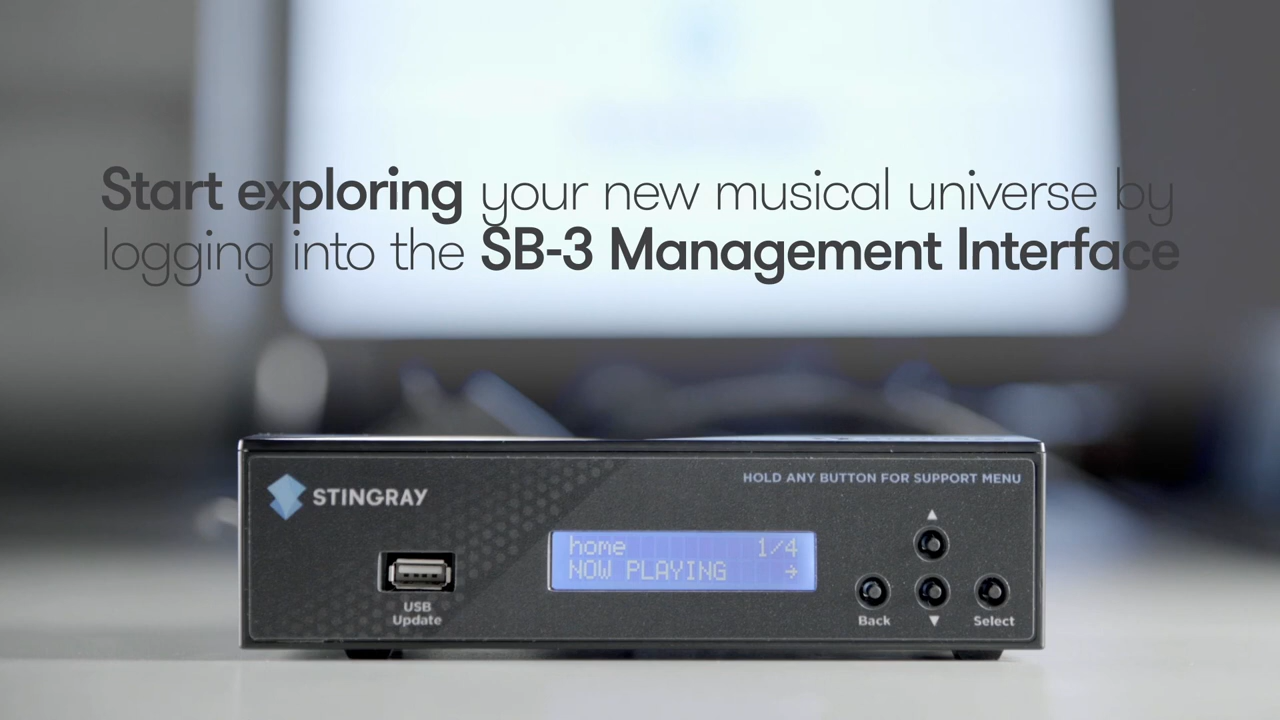 Start exploring your new musical universe by
logging into the SB-3 Management Interface
HOLD ANY BUTTON FOR SUPPORT MENU
STINGRAY
home 1/4
NOW PLAYING →
USB
Update
▲
Back ▼ Select